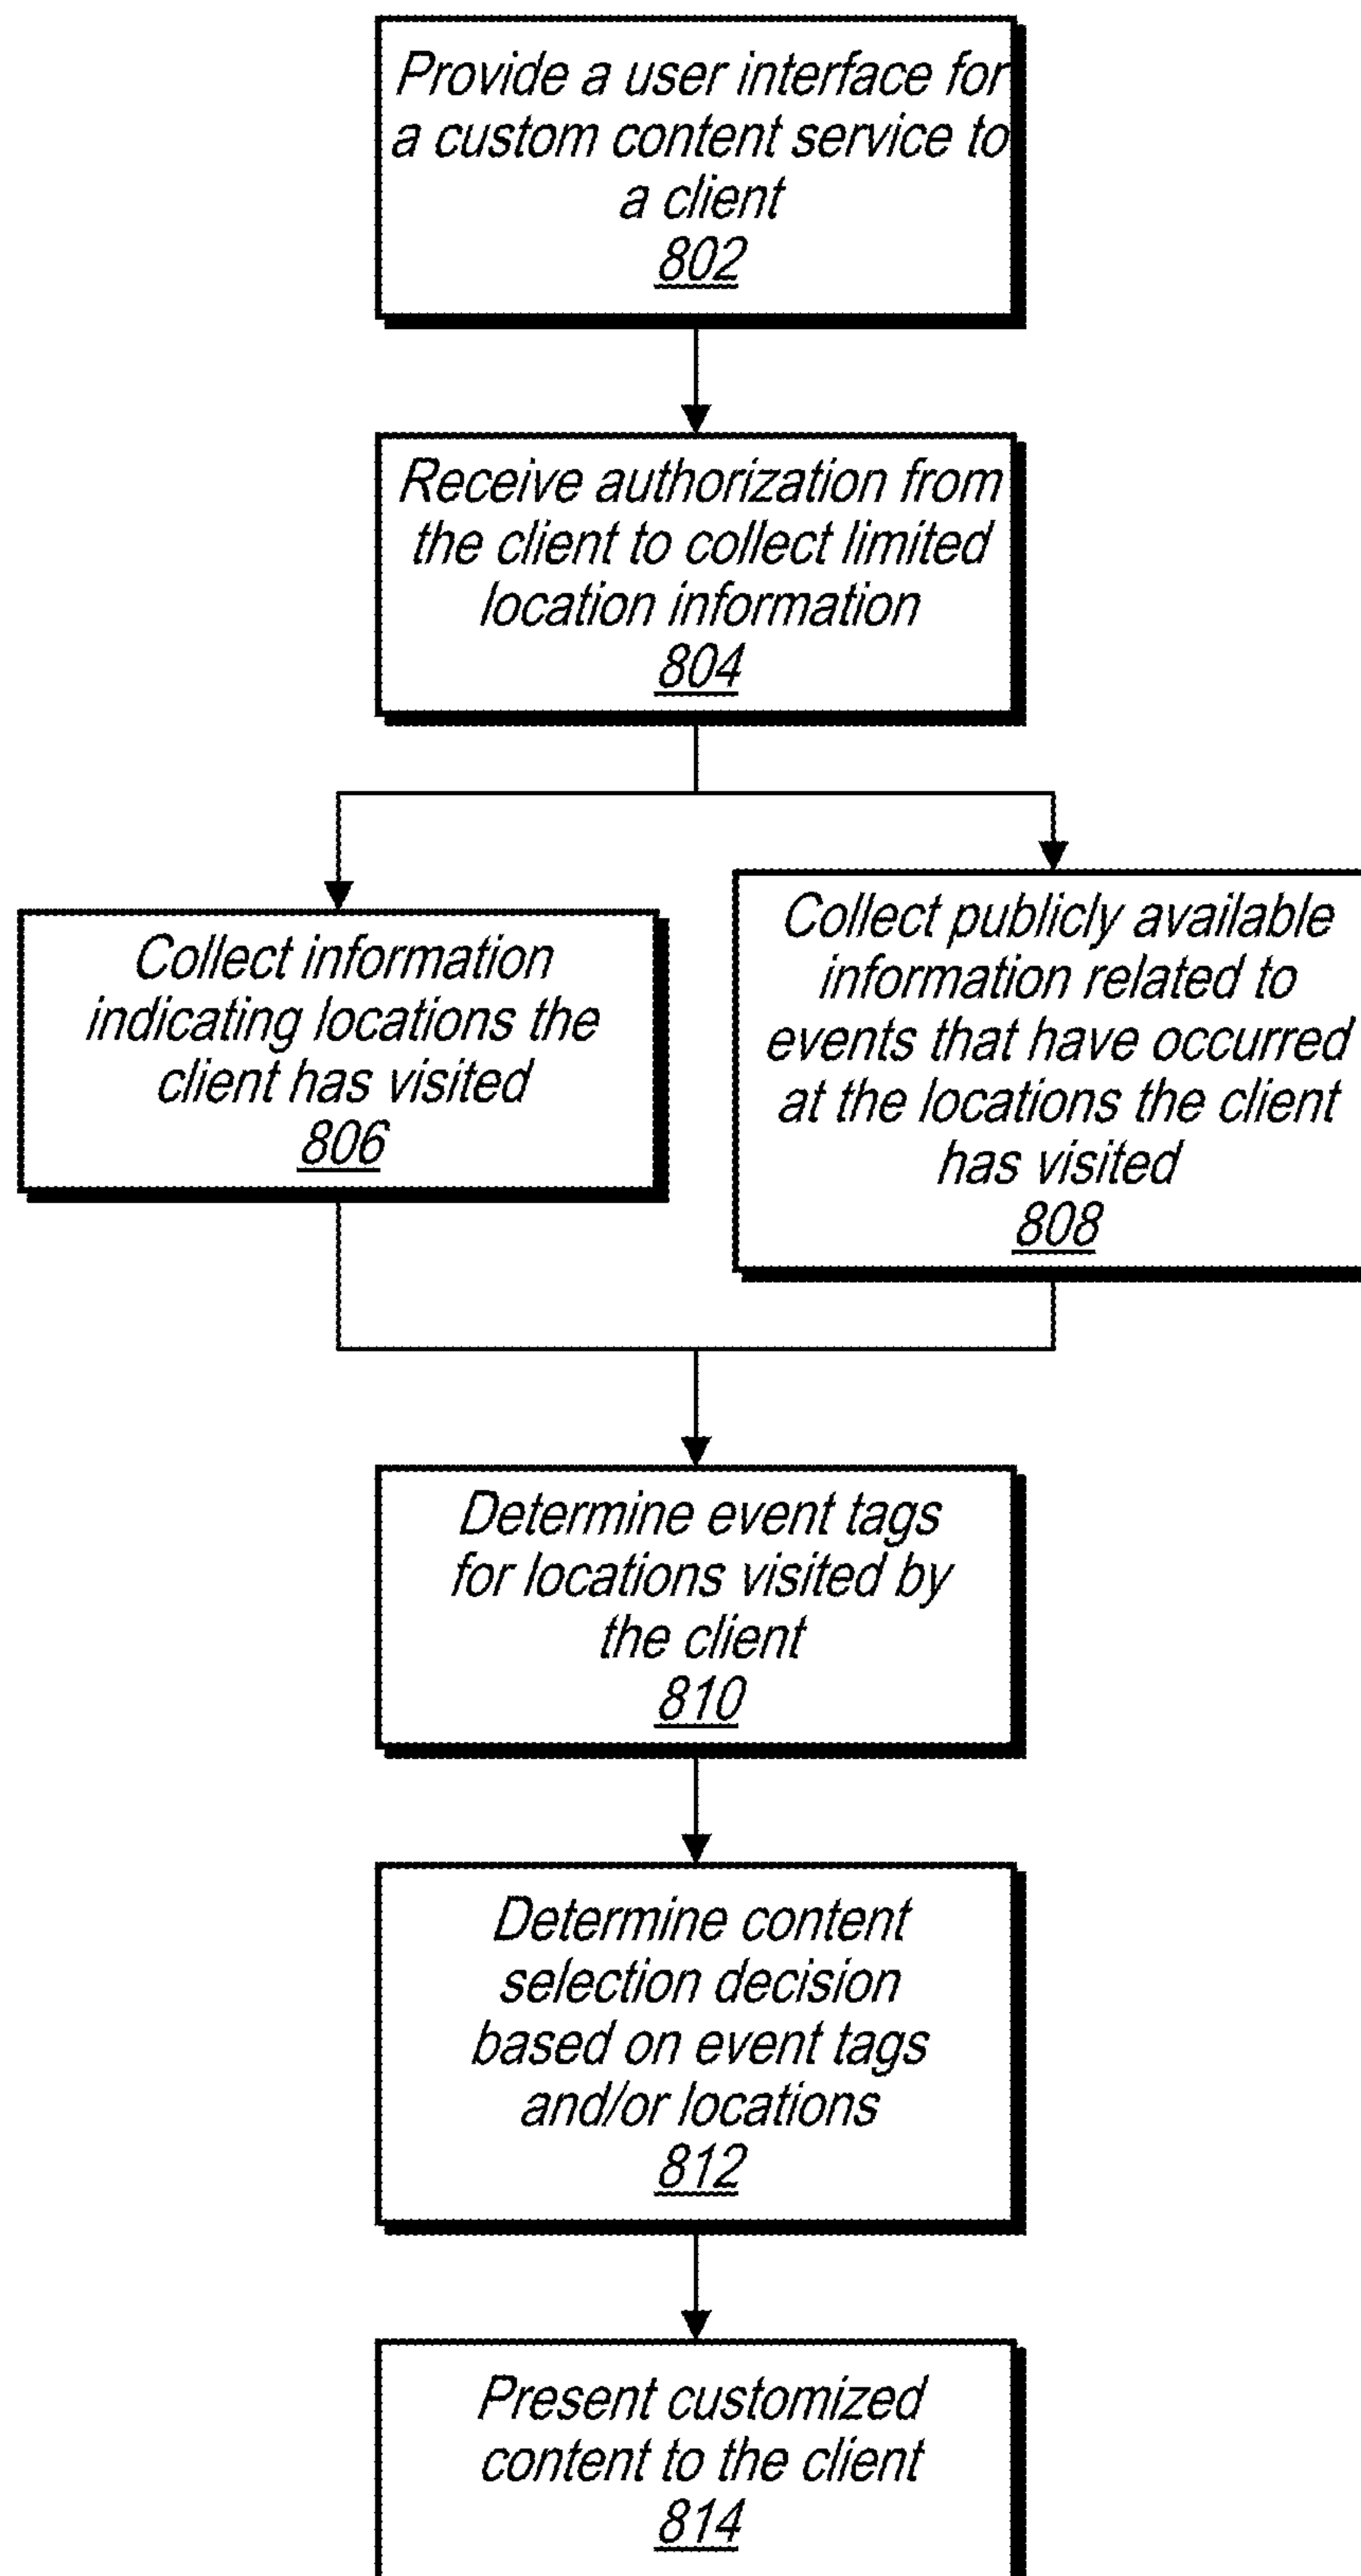 Provide a user interface for
a custom content service to
a client
802
Receive authorization from
the client to collect limited
location information
804
Collect information
indicating locations the
client has visited
806
Collect publicly available
information related to
events that have occurred
at the locations the client
has visited
808
Determine event tags
for locations visited by
the client
810
Determine content
selection decision
based on event tags
and/or locations
812
Present customized
content to the client
814